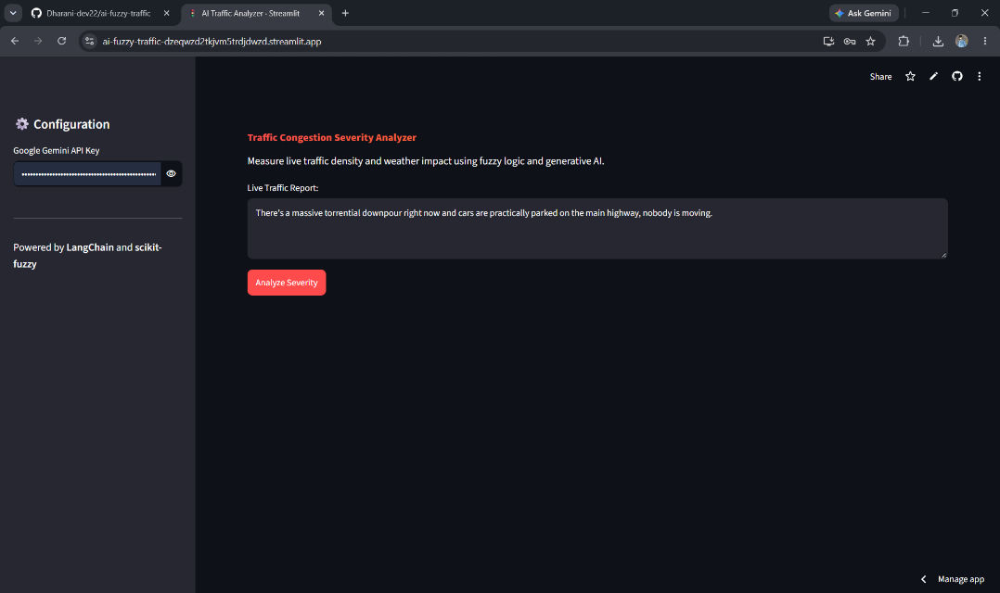 Dharani-dev22/ai-fuzzy-traffic
AI Traffic Analyzer · Streamlit
Ask Gemini
ai-fuzzy-traffic-dzeqwzd2tkjvm5trdjdwzd.streamlit.app
Share
Configuration
Google Gemini API Key
Powered by LangChain and scikit-
fuzzy
Traffic Congestion Severity Analyzer
Measure live traffic density and weather impact using fuzzy logic and generative AI.
Live Traffic Report:
There's a massive torrential downpour right now and cars are practically parked on the main highway, nobody is moving.
Analyze Severity
Manage app